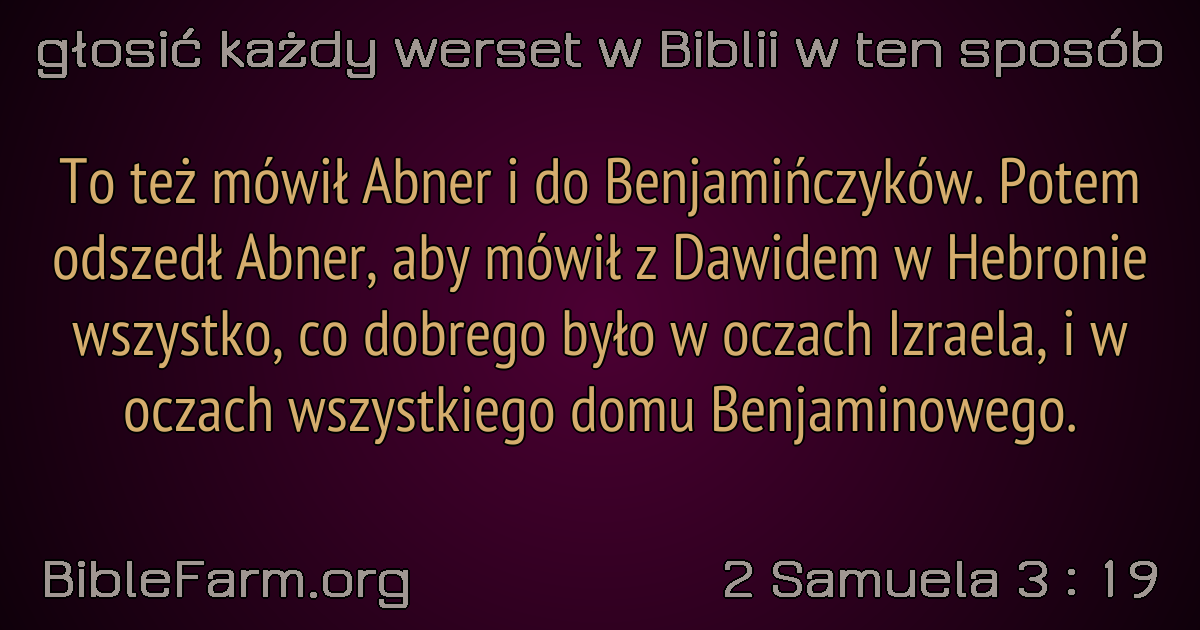 głosić każdy werset w Biblii w ten sposób
To też mówił Abner i do Benjamińczyków. Potem
odszedł Abner, aby mówił z Dawidem w Hebronie
wszystko, co dobrego było w oczach Izraela, i w
oczach wszystkiego domu Benjaminowego.
BibleFarm.org
2 Samuela 3 : 19